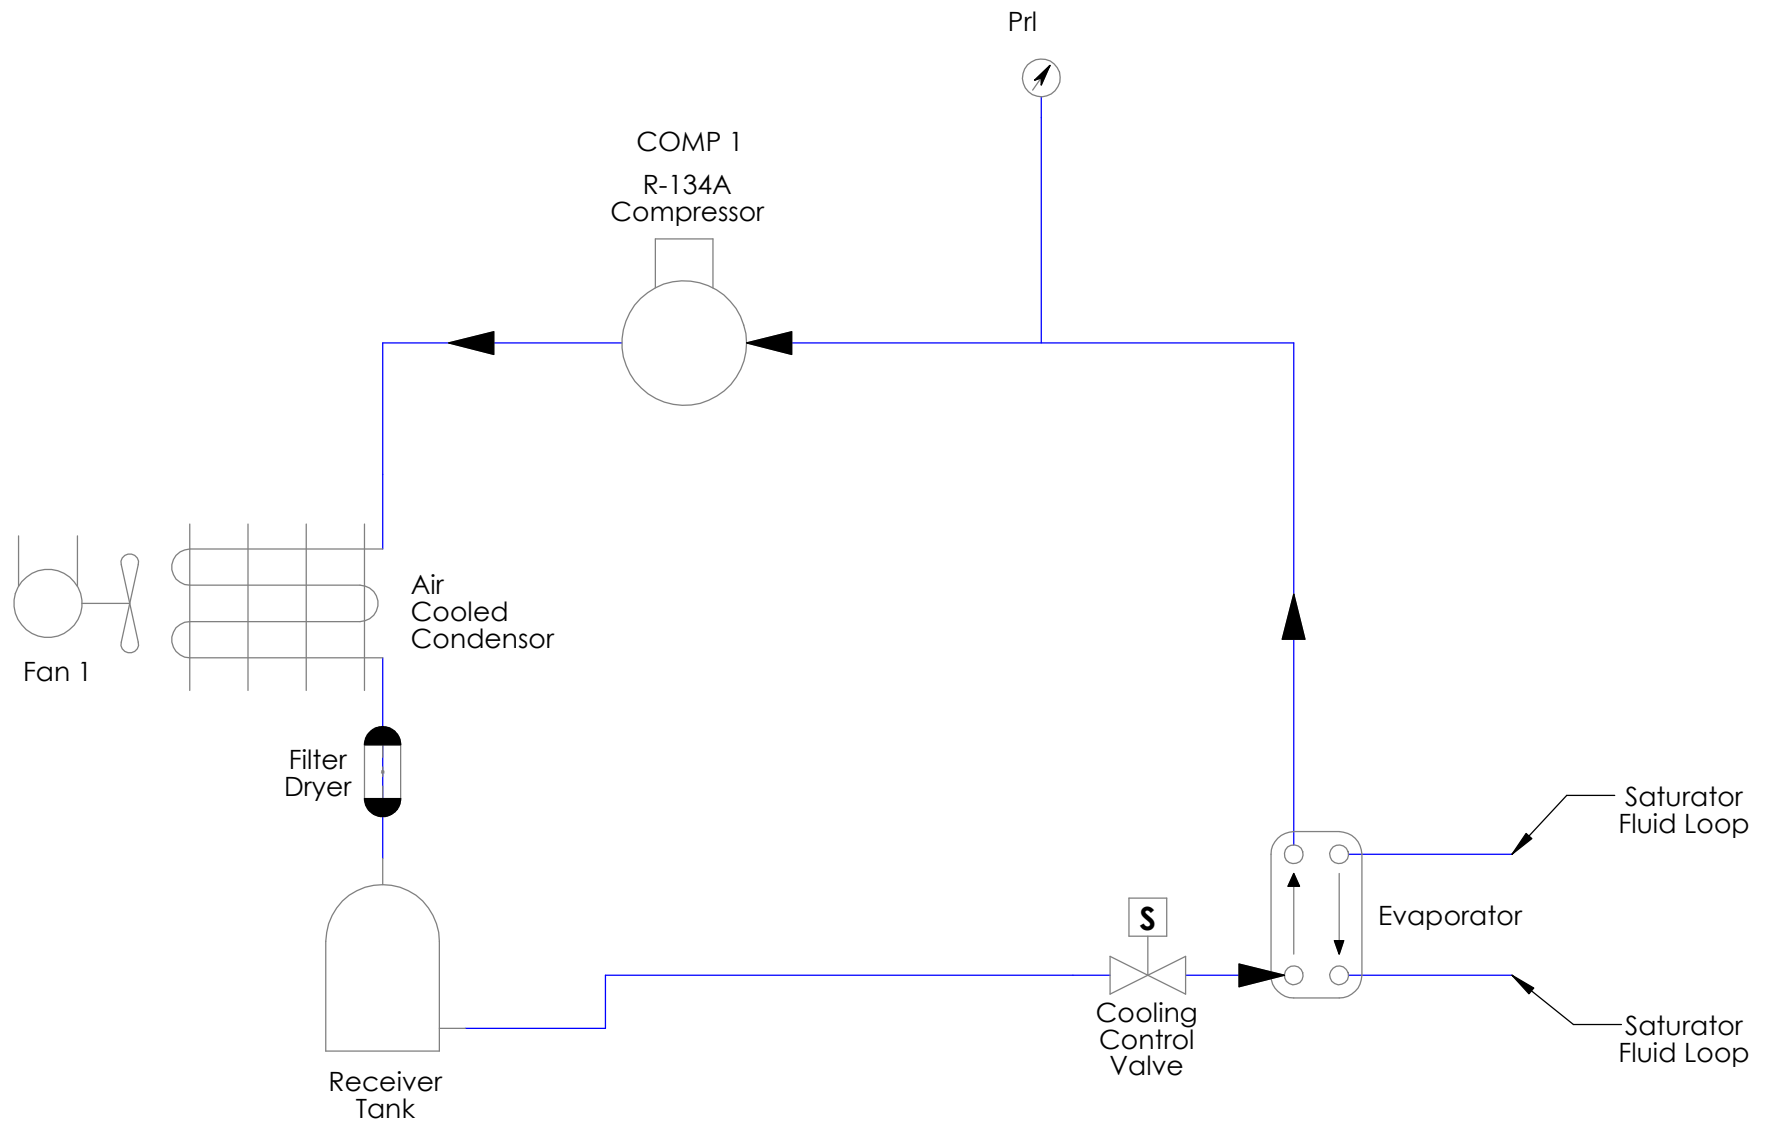 Prl
COMP 1
R-134A
Compressor
Air
Cooled
Condensor
Fan 1
Filter
Dryer
Saturator
Fluid Loop
S
Evaporator
Cooling
Control
Valve
Saturator
Fluid Loop
Receiver
Tank